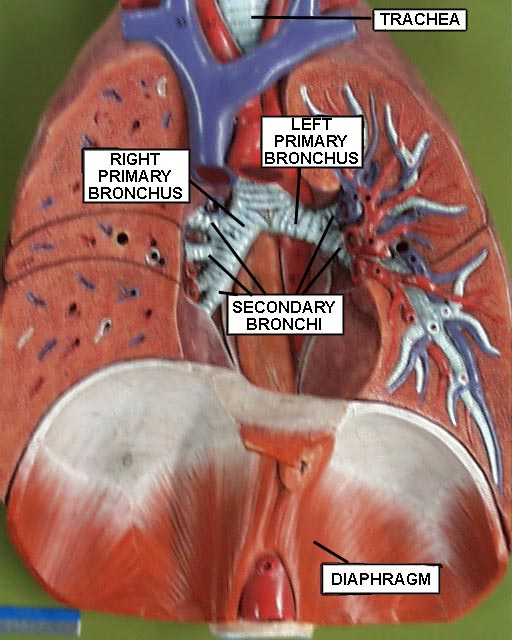 TRACHEA
LEFT
PRIMARY
BRONCHUS
RIGHT
PRIMARY
BRONCHUS
SECONDARY
BRONCHI
DIAPHRAGM